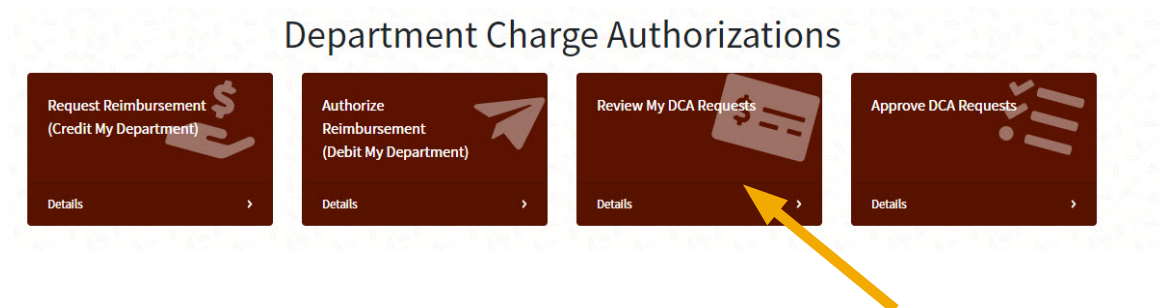 Department Charge Authorizations
Request Reimbursement
(Credit My Department)
Details
Authorize
Reimbursement
(Debit My Department)
Details
Review My DCA Requests
Details
Approve DCA Requests
Details